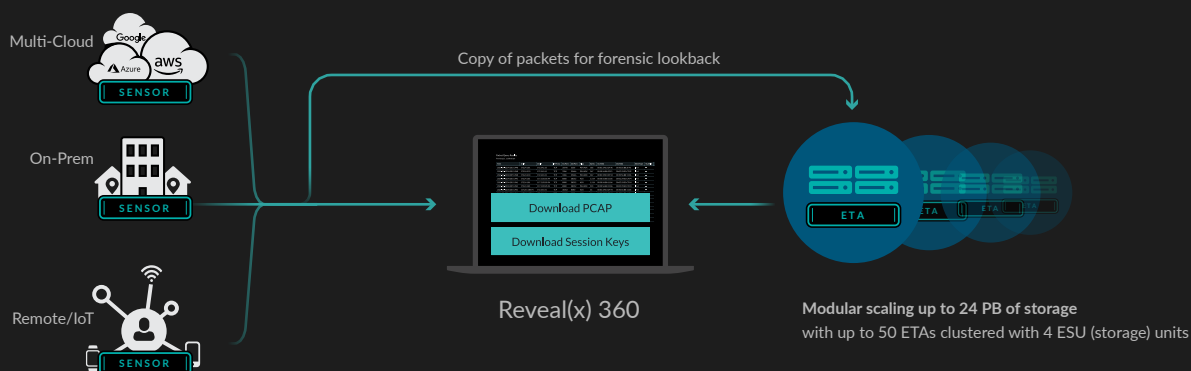 Multi-Cloud
Google
Azure
aws
SENSOR
On-Prem
SENSOR
Remote/IoT
SENSOR
Copy of packets for forensic lookback
Download PCAP
Download Session Keys
Reveal(x) 360
ETA
ETA
ETA
ETA
Modular scaling up to 24 PB of storage
with up to 50 ETAs clustered with 4 ESU (storage) units